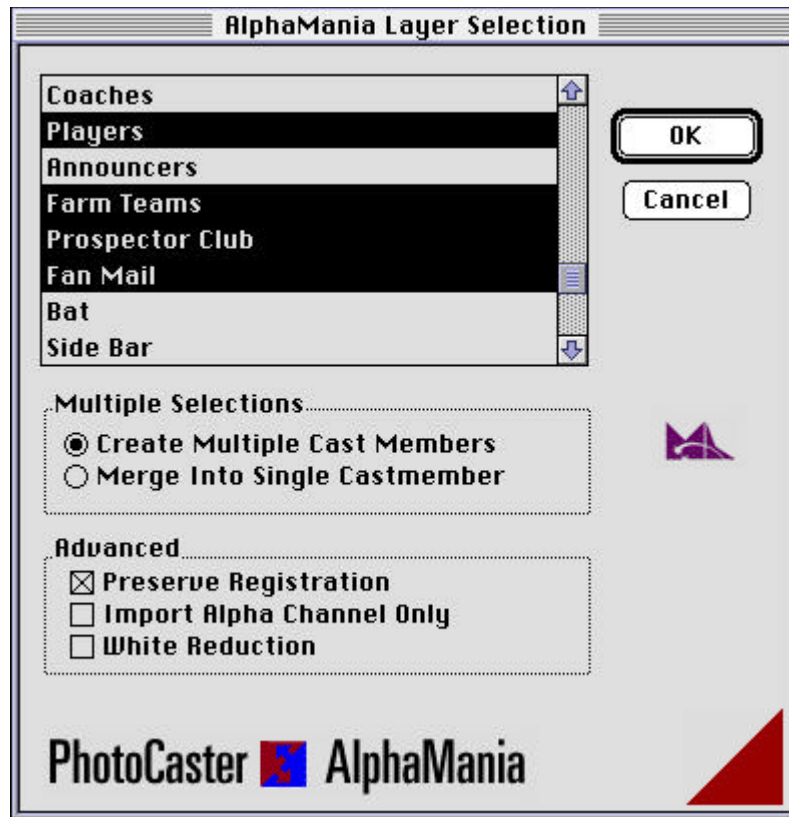 AlphaMania Layer Selection
Coaches
Players
Announcers
Farm Teams
Prospector Club
Fan Mail
Bat
Side Bar
OK
Cancel
Multiple Selections
Create Multiple Cast Members
Merge Into Single Castmember
Advanced
Preserve Registration
Import Alpha Channel Only
White Reduction
PhotoCaster 3 AlphaMania